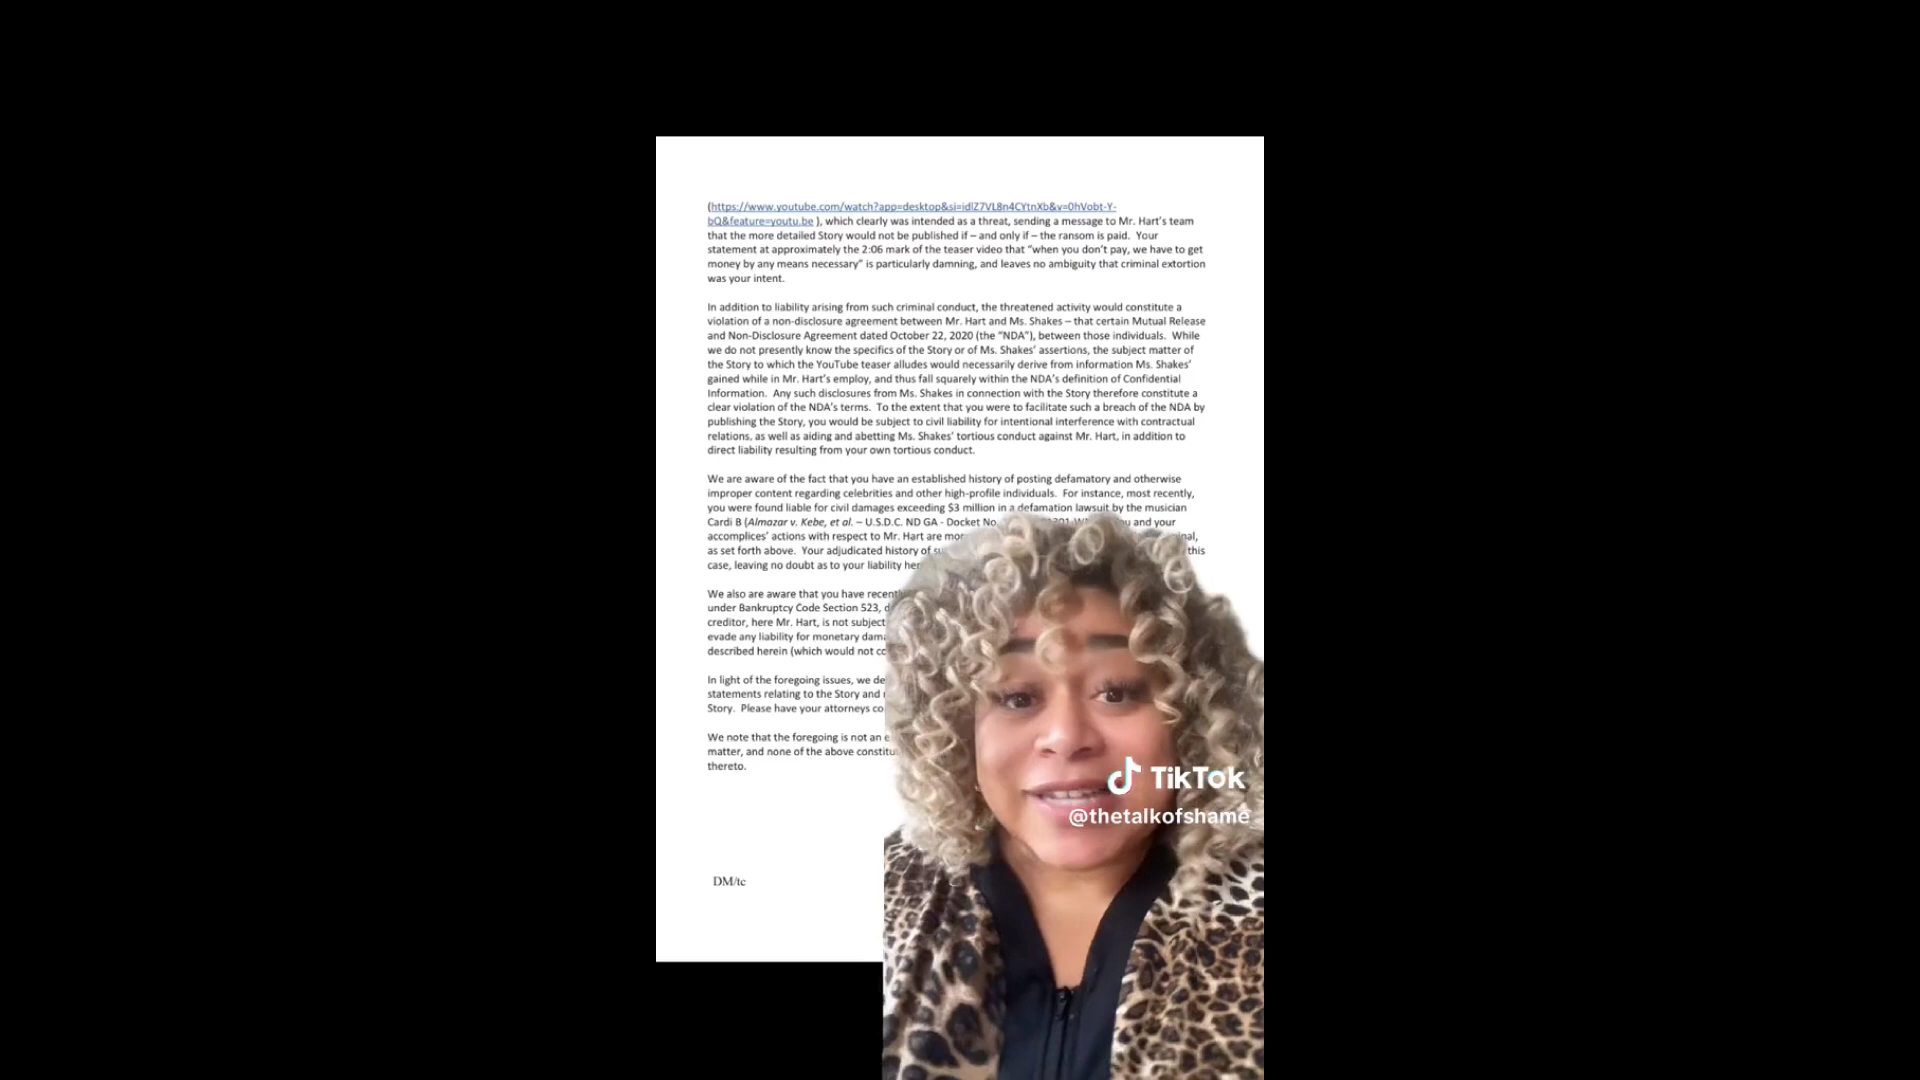 (https://www.youtube.com/watch?app=desktop&si=idlZ7VL8n4CYtnXb&v=0hVobt-Y-
bQ&feature=youtu.be ), which clearly was intended as a threat, sending a message to Mr. Hart's team
that the more detailed Story would not be published if – and only if – the ransom is paid. Your
statement at approximately the 2:06 mark of the teaser video that "when you don't pay, we have to get
money by any means necessary" is particularly damning, and leaves no ambiguity that criminal extortion
was your intent.
In addition to liability arising from such criminal conduct, the threatened activity would constitute a
violation of a non-disclosure agreement between Mr. Hart and Ms. Shakes – that certain Mutual Release
and Non-Disclosure Agreement dated October 22, 2020 (the "NDA"), between those individuals. While
we do not presently know the specifics of the Story or of Ms. Shakes' assertions, the subject matter of
the Story to which the YouTube teaser alludes would necessarily derive from information Ms. Shakes'
gained while in Mr. Hart's employ, and thus fall squarely within the NDA's definition of Confidential
Information. Any such disclosures from Ms. Shakes in connection with the Story therefore constitute a
clear violation of the NDA's terms. To the extent that you were to facilitate such a breach of the NDA by
publishing the Story, you would be subject to civil liability for intentional interference with contractual
relations, as well as aiding and abetting Ms. Shakes' tortious conduct against Mr. Hart, in addition to
direct liability resulting from your own tortious conduct.
We are aware of the fact that you have an established history of posting defamatory and otherwise
improper content regarding celebrities and other high-profile individuals. For instance, most recently,
you were found liable for civil damages exceeding $3 million in a defamation lawsuit by the musician
Cardi B (Almazar v. Kebe, et al. – U.S.D.C. ND GA - Docket No. and your
accomplices' actions with respect to Mr. Hart are
as set forth above. Your adjudicated history of this
case, leaving no doubt as to your liability
We also are aware that you have
under Bankruptcy Code Section 523,
creditor, here Mr. Hart, is not subject
evade any liability for monetary
described herein (which would not
In light of the foregoing issues, we
statements relating to the Story and
Story. Please have your attorneys
We note that the foregoing is not an
matter, and none of the above
thereto.
DM/tc
TikTok
@thetalkofshame